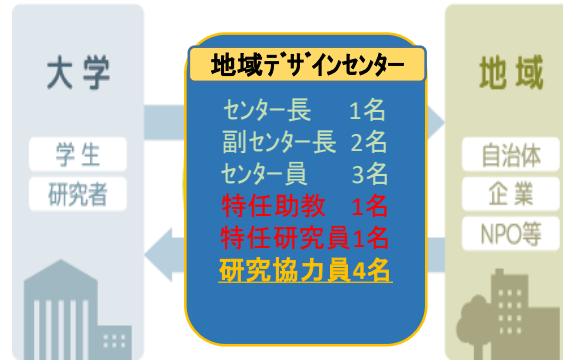 大学
学生
研究者
地域デザインセンター
センター長 1名
副センター長 2名
センター員 3名
特任助教 1名
特任研究員1名
研究協力員4名
地域
自治体
企業
NPO等